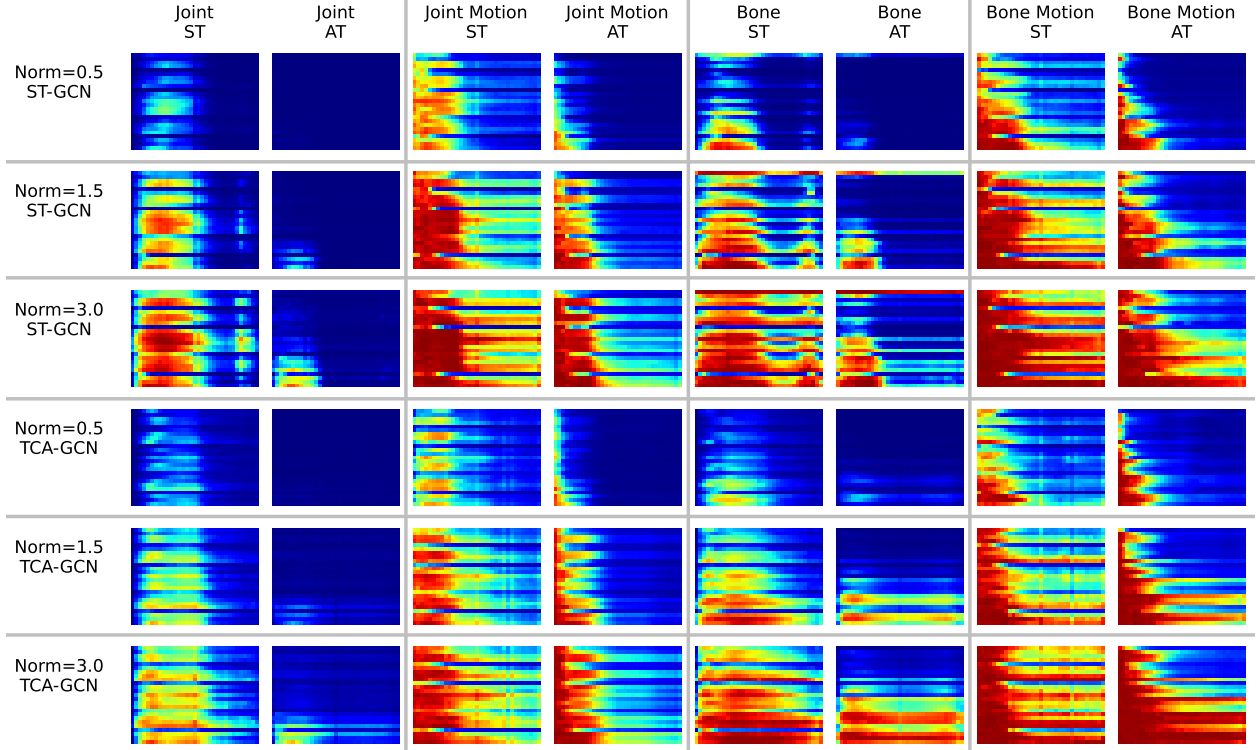 Joint
ST
Joint
AT
Joint Motion
ST
Joint Motion
AT
Bone
ST
Bone
AT
Bone Motion
ST
Bone Motion
AT
Norm=0.5
ST-GCN
Norm=1.5
ST-GCN
Norm=3.0
ST-GCN
Norm=0.5
TCA-GCN
Norm=1.5
TCA-GCN
Norm=3.0
TCA-GCN